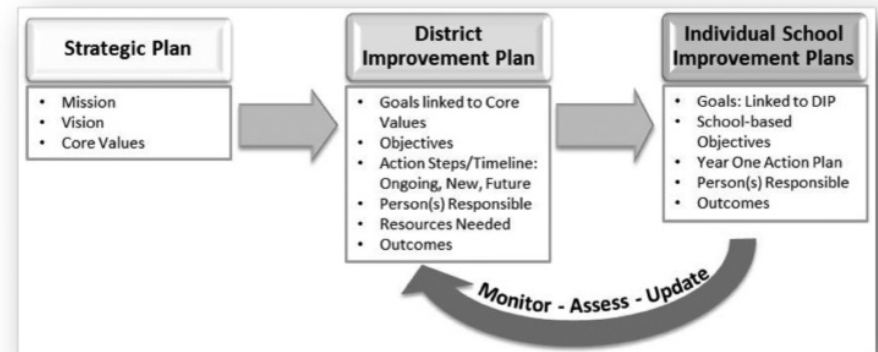 Strategic Plan
• Mission
• Vision
• Core Values
District
Improvement Plan
• Goals linked to Core
Values
• Objectives
• Action Steps/Timeline:
Ongoing, New, Future
• Person(s) Responsible
• Resources Needed
• Outcomes
Individual School
Improvement Plans
• Goals: Linked to DIP
• School-based
Objectives
• Year One Action Plan
• Person(s) Responsible
• Outcomes
Monitor - Assess - Update